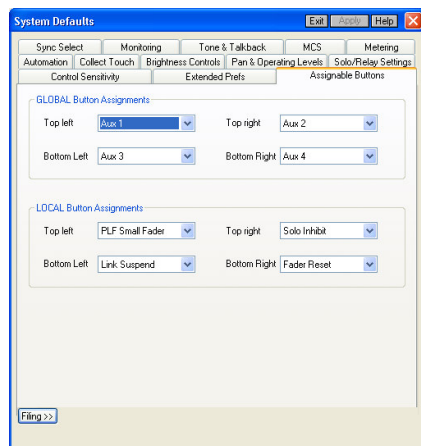 System Defaults Exit Apply Help
Sync Select Monitoring Tone & Talkback MCS Metering
Automation Collect Touch Brightness Controls Pan & Operating Levels Solo/Relay Settings
Control Sensitivity Extended Prefs Assignable Buttons
GLOBAL Button Assignments
Top left Aux 1 Top right Aux 2
Bottom Left Aux 3 Bottom Right Aux 4
LOCAL Button Assignments
Top left PLF Small Fader Top right Solo Inhibit
Bottom Left Link Suspend Bottom Right Fader Reset
Filing >>